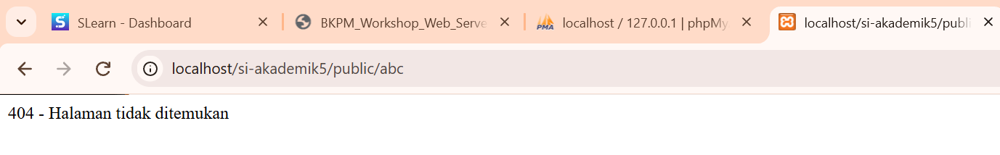 SLearn - Dashboard
BKPM_Workshop_Web_Serve
localhost / 127.0.0.1 | phpMy
localhost/si-akademik5/publi
localhost/si-akademik5/public/abc
404 - Halaman tidak ditemukan